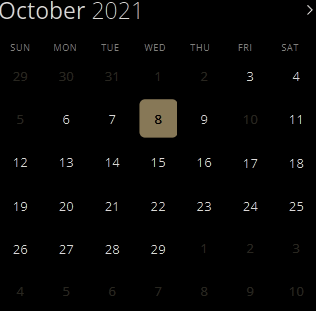 October 2021
SUN MON TUE WED THU FRI SAT
29 30 31 1 2 3 4
5 6 7 8 9 10 11
12 13 14 15 16 17 18
19 20 21 22 23 24 25
26 27 28 29 1 2 3
4 5 6 7 8 9 10